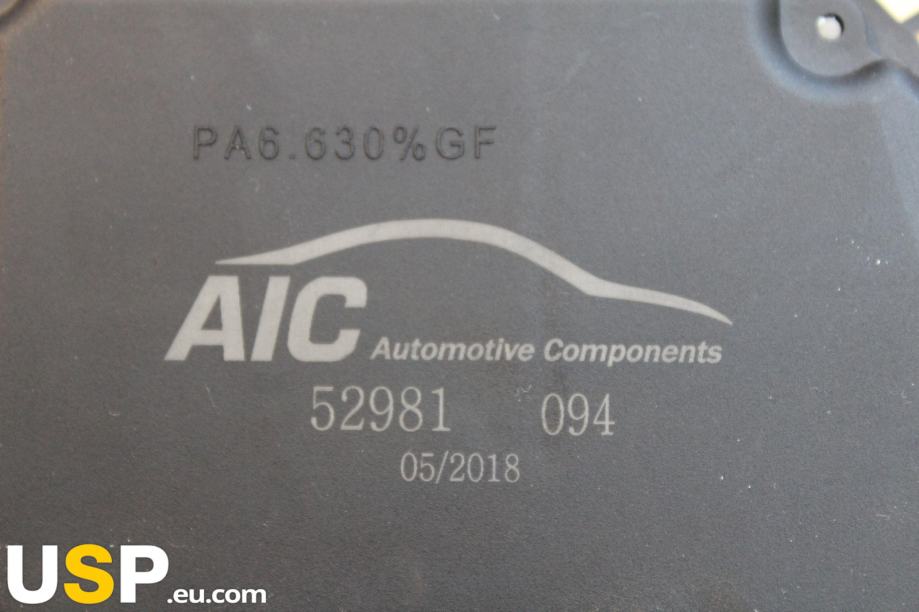 PA6.630%GF
AIC Automotive Components
52981 094
05/2018
USP.eu.com